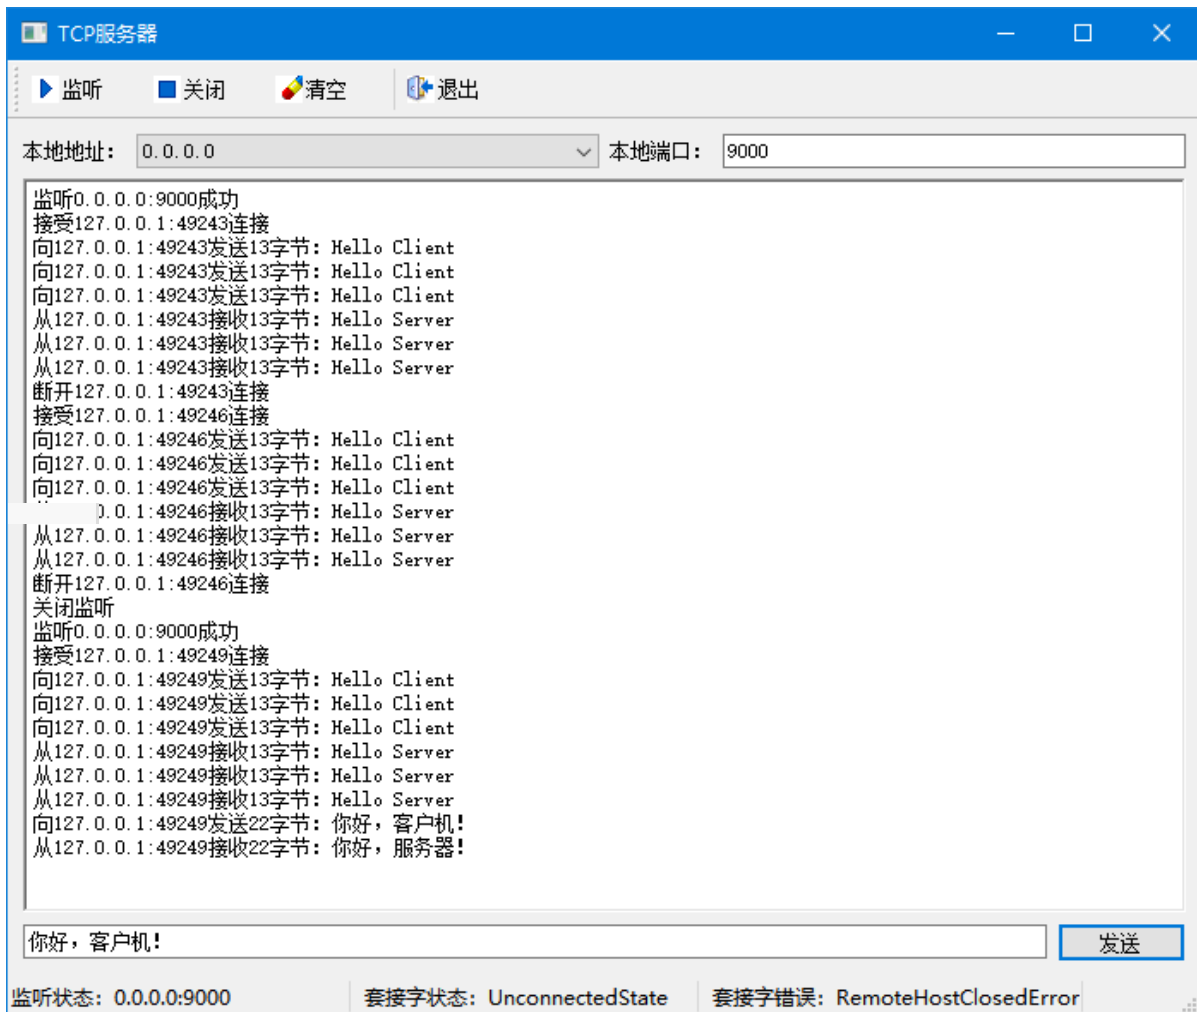 TCP服务器
监听 关闭 清空 退出
本地地址： 0.0.0.0 本地端口： 9000
监听0.0.0.0:9000成功
接受127.0.0.1:49243连接
向127.0.0.1:49243发送13字节：Hello Client
向127.0.0.1:49243发送13字节：Hello Client
向127.0.0.1:49243发送13字节：Hello Client
从127.0.0.1:49243接收13字节：Hello Server
从127.0.0.1:49243接收13字节：Hello Server
从127.0.0.1:49243接收13字节：Hello Server
断开127.0.0.1:49243连接
接受127.0.0.1:49246连接
向127.0.0.1:49246发送13字节：Hello Client
向127.0.0.1:49246发送13字节：Hello Client
向127.0.0.1:49246发送13字节：Hello Client
.0.1:49246接收13字节：Hello Server
从127.0.0.1:49246接收13字节：Hello Server
从127.0.0.1:49246接收13字节：Hello Server
断开127.0.0.1:49246连接
关闭监听
监听0.0.0.0:9000成功
接受127.0.0.1:49249连接
向127.0.0.1:49249发送13字节：Hello Client
向127.0.0.1:49249发送13字节：Hello Client
向127.0.0.1:49249发送13字节：Hello Client
从127.0.0.1:49249接收13字节：Hello Server
从127.0.0.1:49249接收13字节：Hello Server
从127.0.0.1:49249接收13字节：Hello Server
向127.0.0.1:49249发送22字节：你好，客户机！
从127.0.0.1:49249接收22字节：你好，服务器！
你好，客户机！ 发送
监听状态：0.0.0.0:9000 套接字状态：UnconnectedState 套接字错误：RemoteHostClosedError